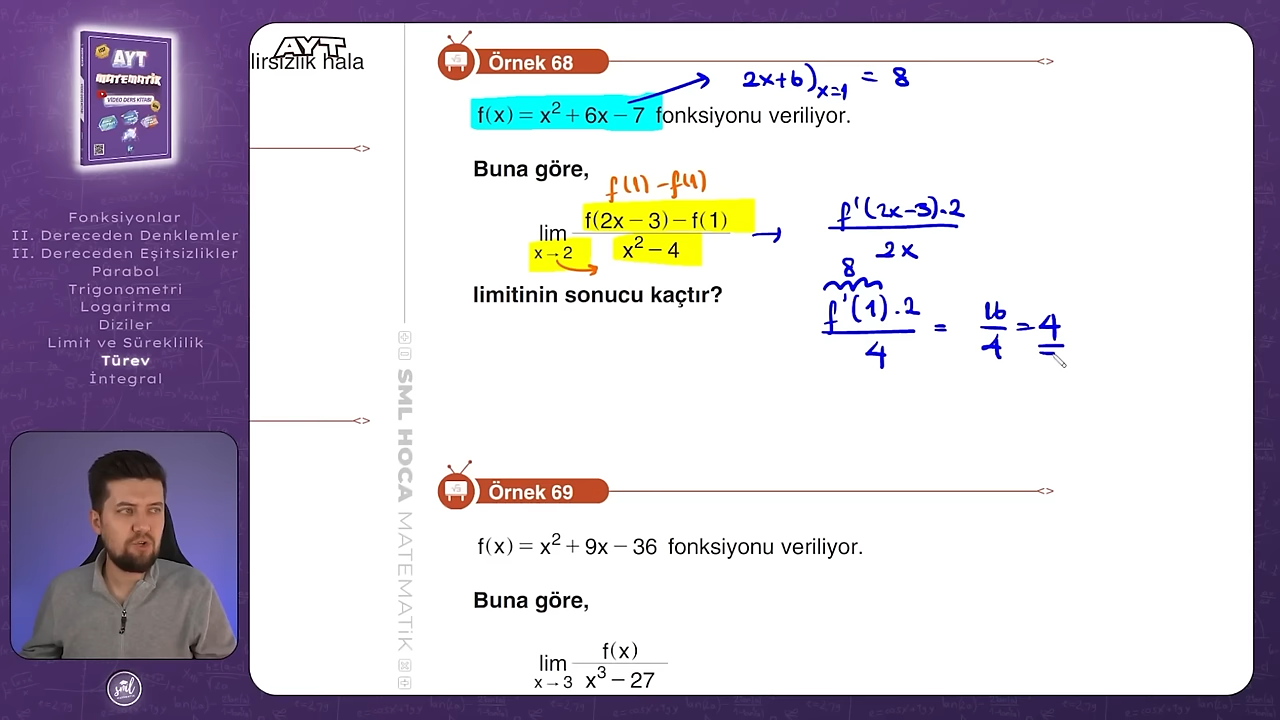 AYT
MATEMATİK
VİDEO DERS KİTABI
Fonksiyonlar
II. Dereceden Denklemler
II. Dereceden Eşitsizlikler
Parabol
Trigonometri
Logaritma
Diziler
Limit ve Süreklilik
Türev
İntegral
sml
AYT
lirsizlik hala
SML HOCA MATEMATİK
Örnek 68
2x+6)x=1 = 8
f(x) = x² + 6x − 7 fonksiyonu veriliyor.
Buna göre,
f(1) − f(1)
lim x→2 f(2x − 3) − f(1) / x² − 4 → f'(2x−3).2 / 2x
limitinin sonucu kaçtır?
8
f'(1).2 / 4 = 16/4 = 4
Örnek 69
f(x) = x² + 9x − 36 fonksiyonu veriliyor.
Buna göre,
lim x→3 f(x) / x³ − 27